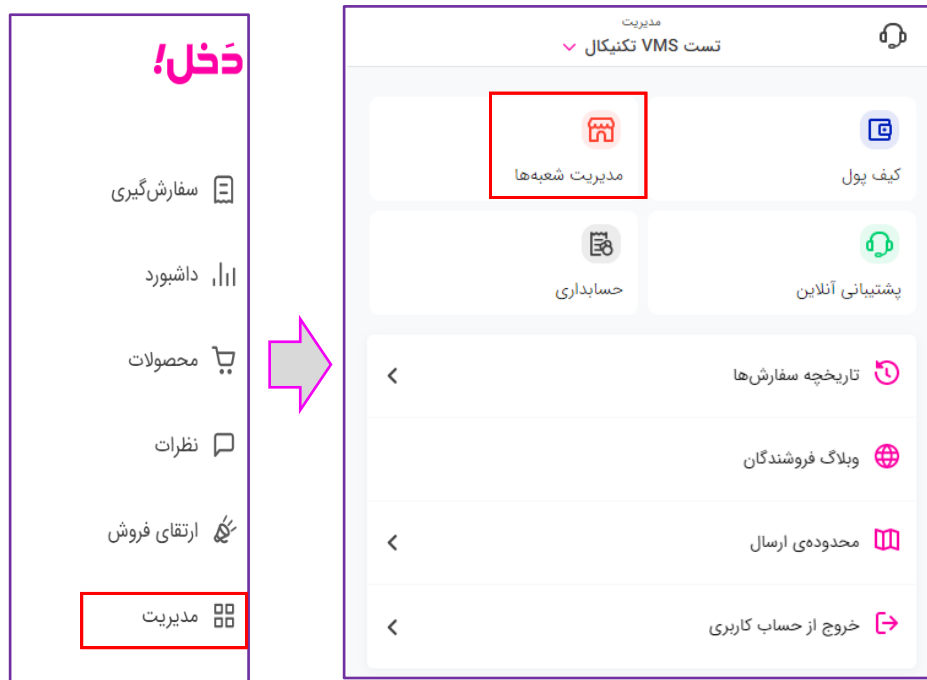 دَخل!
سفارش‌گیری
داشبورد
محصولات
نظرات
ارتقای فروش
مدیریت
مدیریت
تست VMS تکنیکال
کیف پول
مدیریت شعبه‌ها
پشتیبانی آنلاین
حسابداری
تاریخچه سفارش‌ها
وبلاگ فروشندگان
محدوده‌ی ارسال
خروج از حساب کاربری